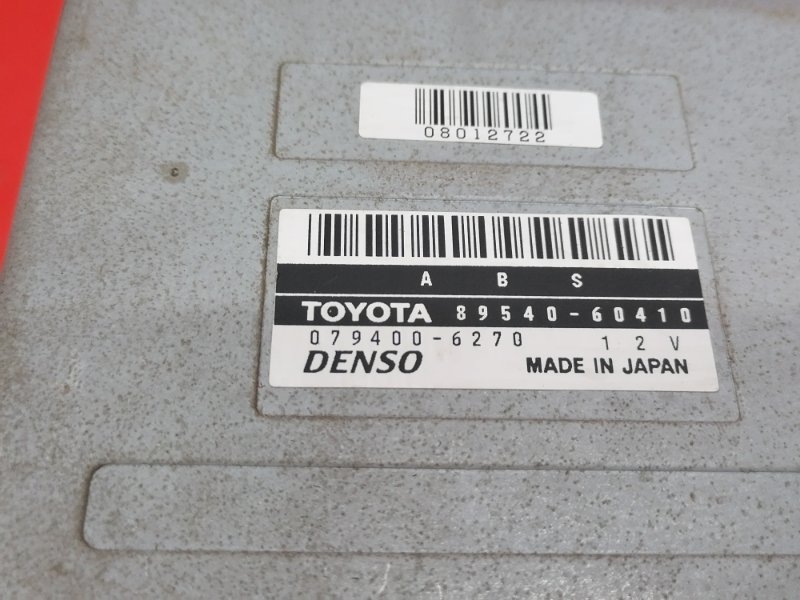 08012722
A B S
TOYOTA 89540-60410
079400-6270 12V
DENSO MADE IN JAPAN